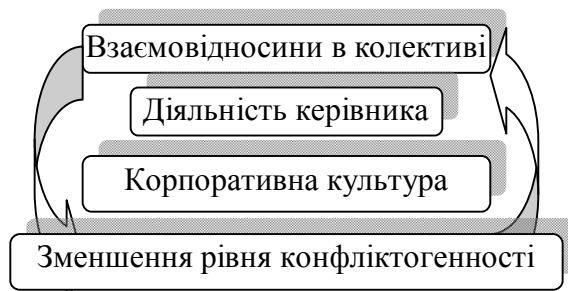 Взаємовідносини в колективі
Діяльність керівника
Корпоративна культура
Зменшення рівня конфліктогенності